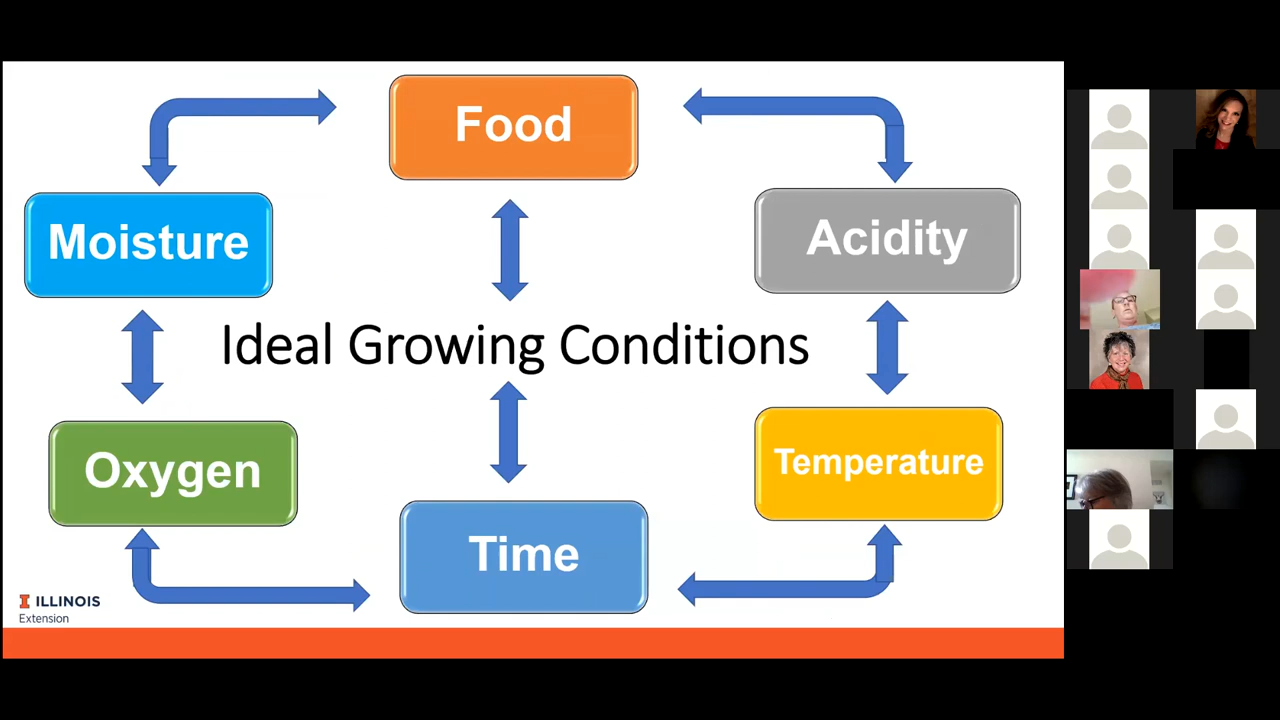 Food
Moisture
Acidity
Ideal Growing Conditions
Oxygen
Temperature
Time
ILLINOIS
Extension